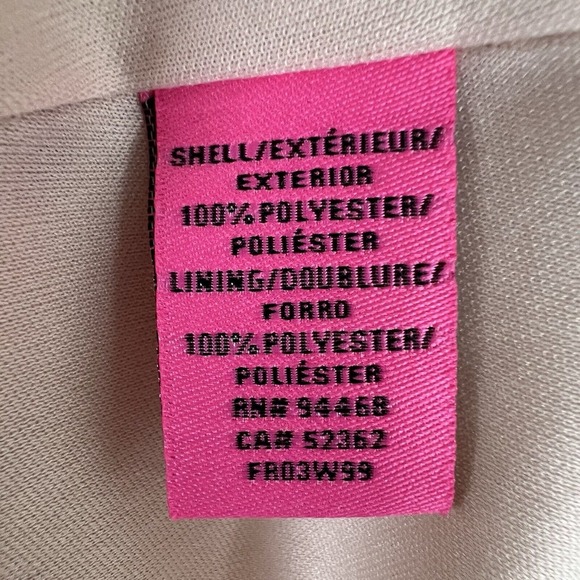 SHELL/EXTÉRIEUR/
EXTERIOR
100% POLYESTER/
POLIÉSTER
LINING/DOUBLURE/
FORRO
100% POLYESTER/
POLIÉSTER
RN# 94468
CA# 52362
FR03W99